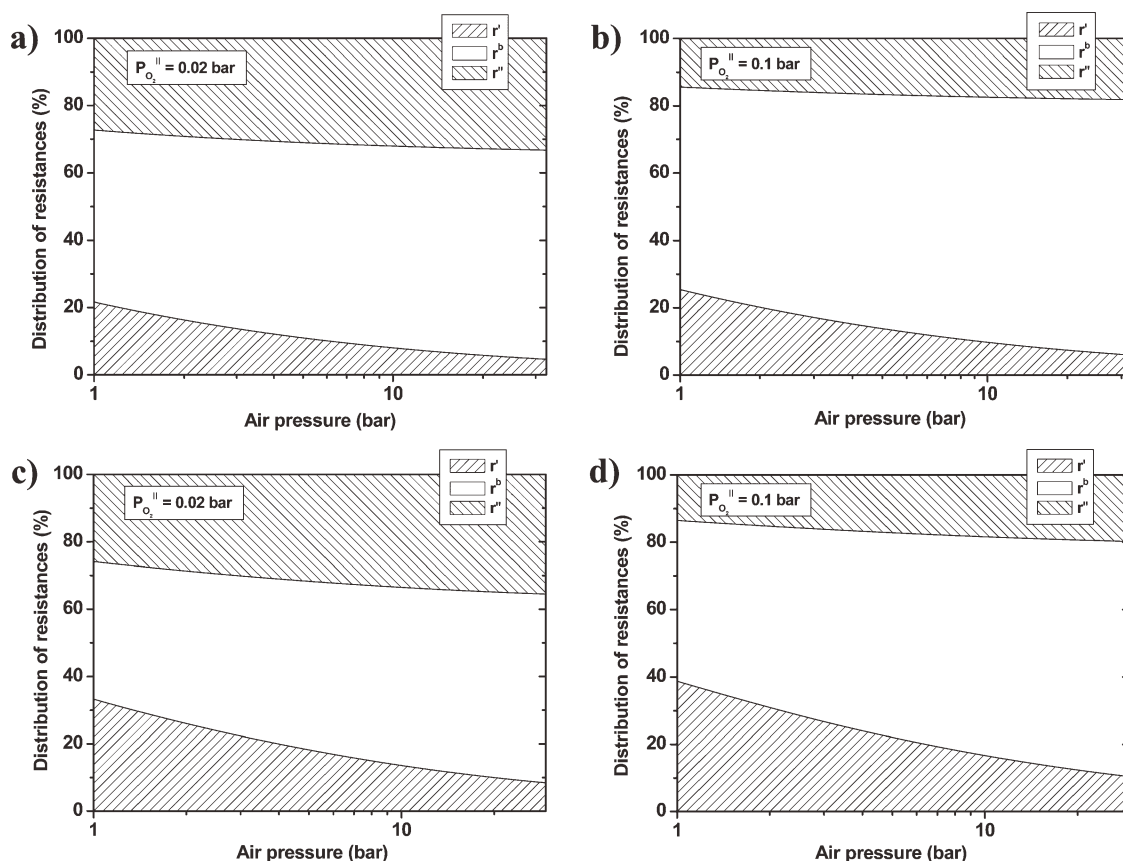 a)
r'
r^b
r''
P_O₂^II = 0.02 bar
Distribution of resistances (%)
100
80
60
40
20
0
1
10
Air pressure (bar)
b)
r'
r^b
r''
P_O₂^II = 0.1 bar
Distribution of resistances (%)
100
80
60
40
20
0
1
10
Air pressure (bar)
c)
r'
r^b
r''
P_O₂^II = 0.02 bar
Distribution of resistances (%)
100
80
60
40
20
0
1
10
Air pressure (bar)
d)
r'
r^b
r''
P_O₂^II = 0.1 bar
Distribution of resistances (%)
100
80
60
40
20
0
1
10
Air pressure (bar)